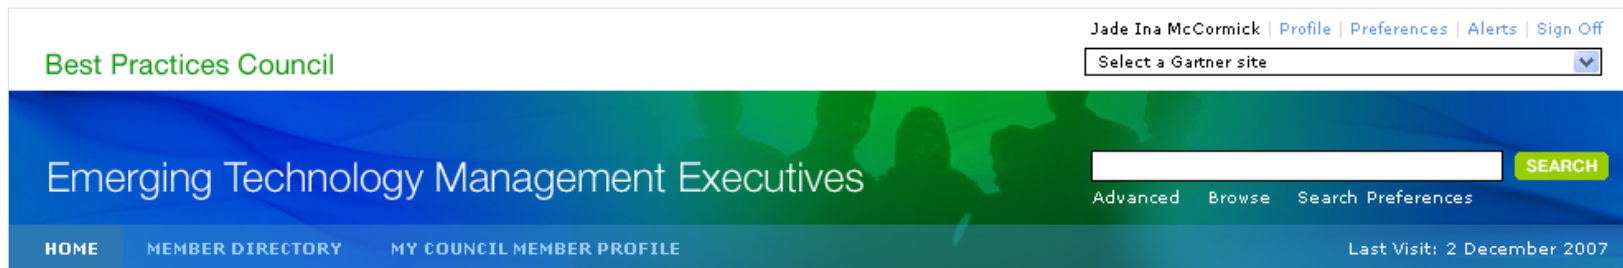 Jade Ina McCormick | Profile | Preferences | Alerts | Sign Off
Best Practices Council
Select a Gartner site
Emerging Technology Management Executives
SEARCH
Advanced Browse Search Preferences
HOME MEMBER DIRECTORY MY COUNCIL MEMBER PROFILE Last Visit: 2 December 2007